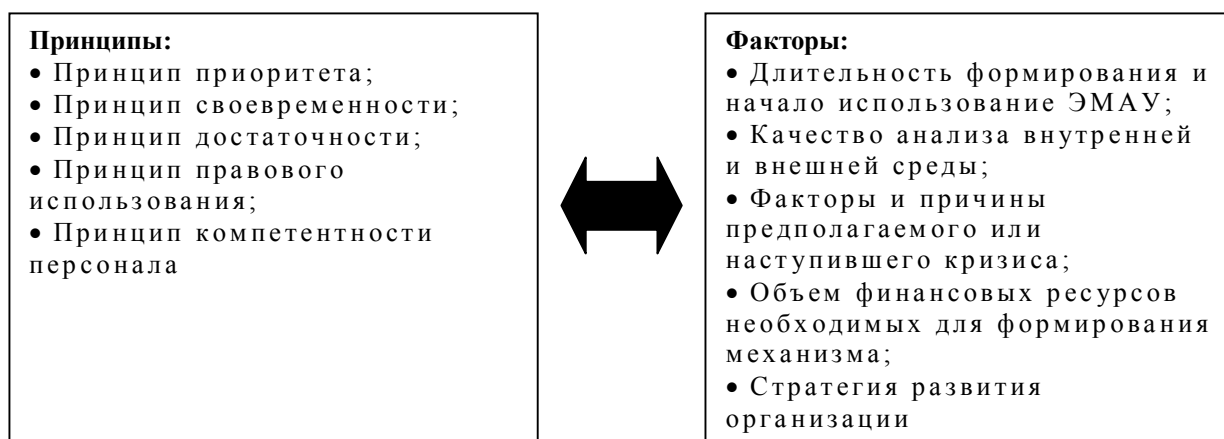 Принципы:
• Принцип приоритета;
• Принцип своевременности;
• Принцип достаточности;
• Принцип правового
использования;
• Принцип компетентности
персонала
Факторы:
• Длительность формирования и
начало использование ЭМАУ;
• Качество анализа внутренней
и внешней среды;
• Факторы и причины
предполагаемого или
наступившего кризиса;
• Объем финансовых ресурсов
необходимых для формирования
механизма;
• Стратегия развития
организации